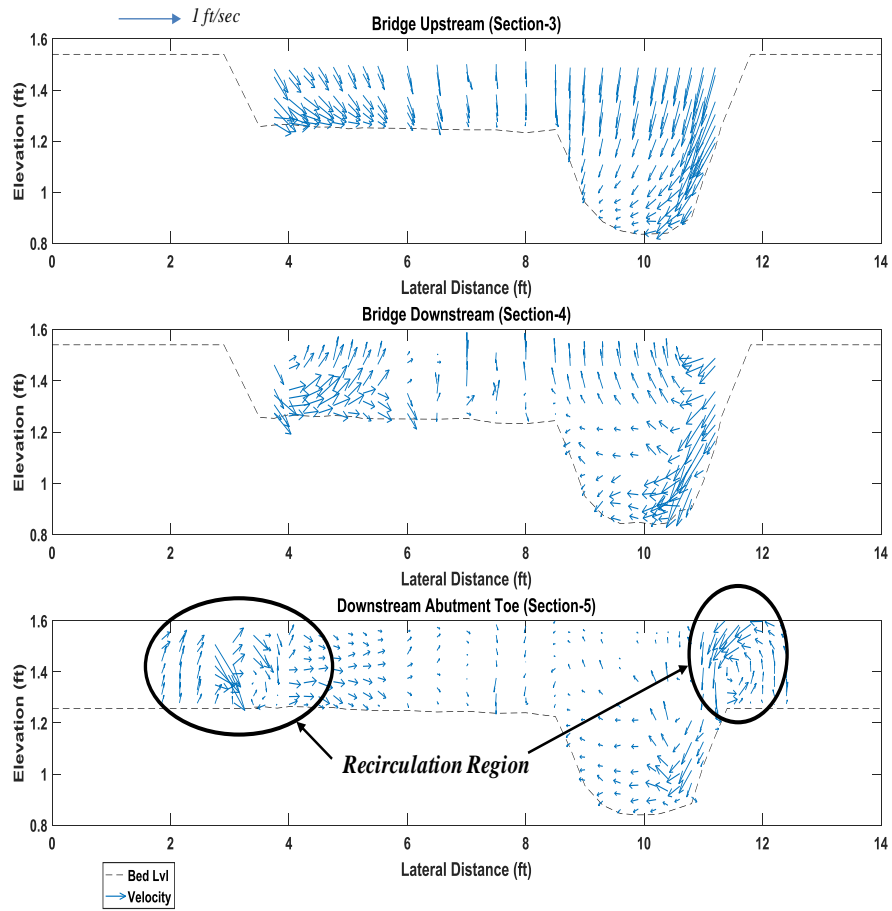 1 ft/sec
Bridge Upstream (Section-3)
1.6
1.4
1.2
1
0.8
Elevation (ft)
0 2 4 6 8 10 12 14
Lateral Distance (ft)
Bridge Downstream (Section-4)
1.6
1.4
1.2
1
0.8
Elevation (ft)
0 2 4 6 8 10 12 14
Lateral Distance (ft)
Downstream Abutment Toe (Section-5)
1.6
1.4
1.2
1
0.8
Elevation (ft)
Recirculation Region
0 2 4 6 8 10 12 14
Lateral Distance (ft)
Bed Lvl
Velocity